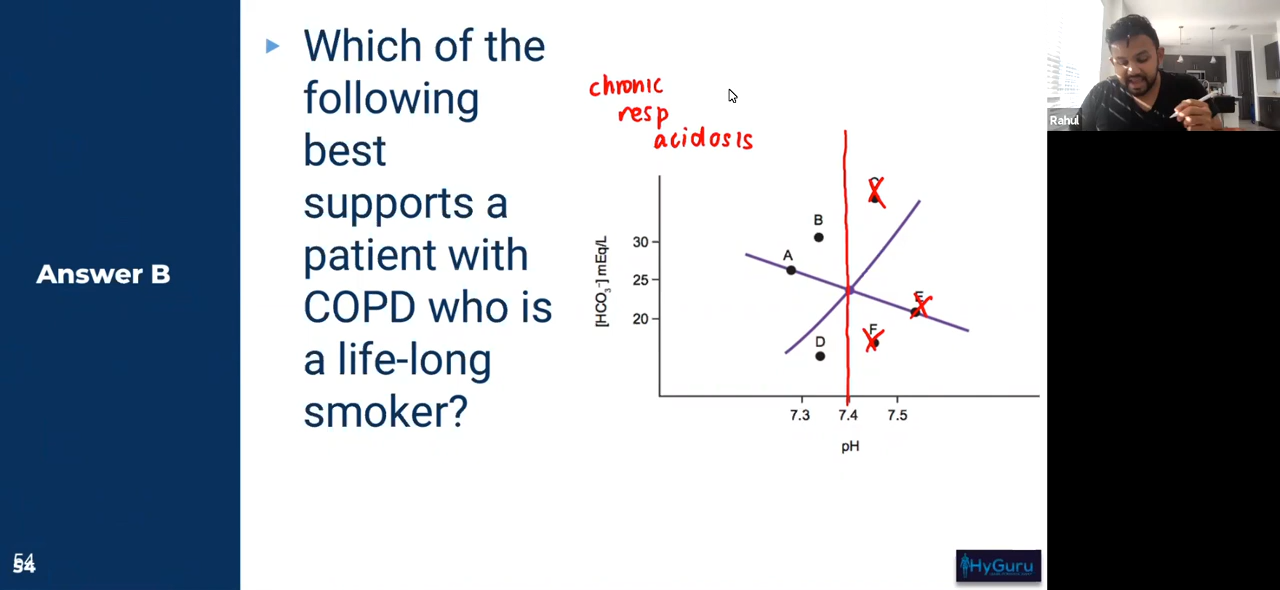 Which of the
following
best
supports a
patient with
COPD who is
a life-long
smoker?
Answer B
chronic
resp
acidosis
Rahul
B
A
D
E
F
[HCO3-] mEq/L
30
25
20
7.3 7.4 7.5
pH
54
HyGuru